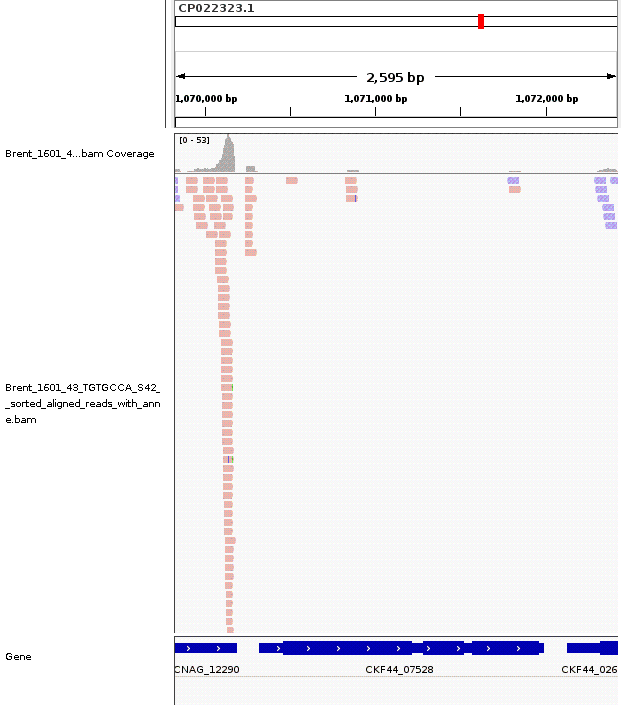 CP022323.1
2,595 bp
1,070,000 bp 1,071,000 bp 1,072,000 bp
[0 - 53]
Brent_1601_4...bam Coverage
Brent_1601_43_TGTGCCA_S42_
_sorted_aligned_reads_with_ann
e.bam
Gene
CNAG_12290 CKF44_07528 CKF44_026